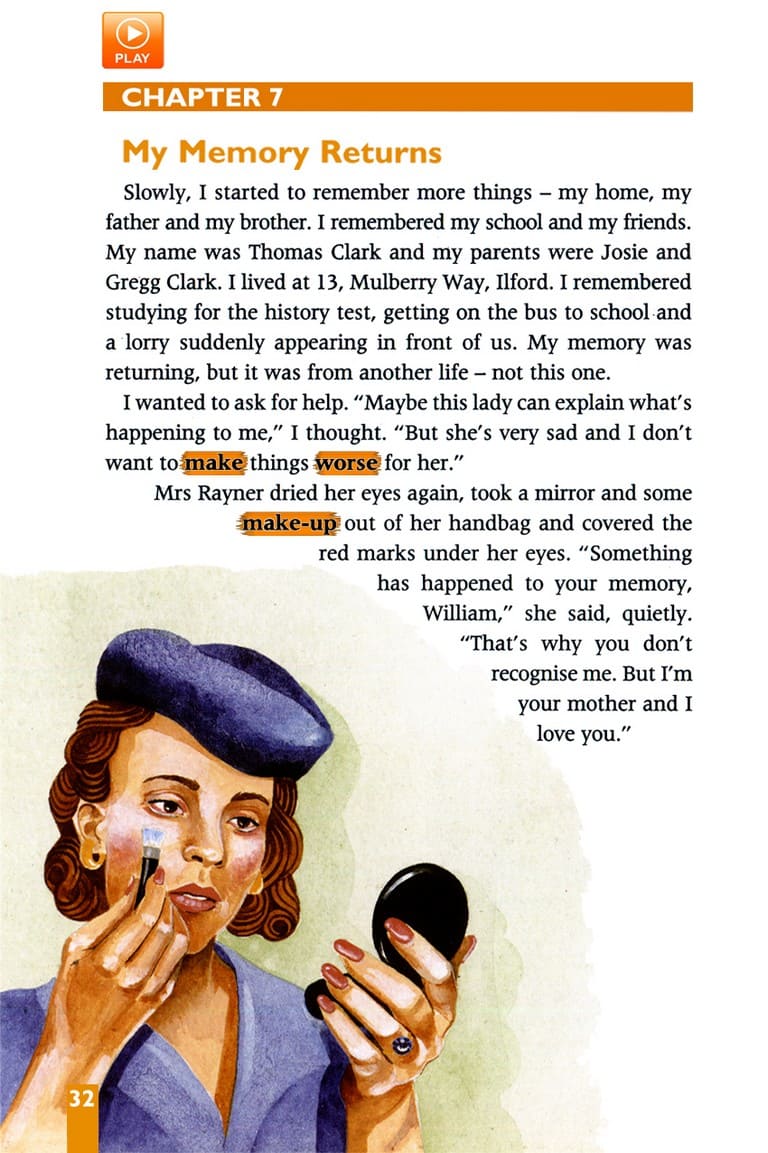 PLAY
CHAPTER 7
My Memory Returns
Slowly, I started to remember more things – my home, my
father and my brother. I remembered my school and my friends.
My name was Thomas Clark and my parents were Josie and
Gregg Clark. I lived at 13, Mulberry Way, Ilford. I remembered
studying for the history test, getting on the bus to school and
a lorry suddenly appearing in front of us. My memory was
returning, but it was from another life – not this one.
I wanted to ask for help. “Maybe this lady can explain what’s
happening to me,” I thought. “But she’s very sad and I don’t
want to make things worse for her.”
Mrs Rayner dried her eyes again, took a mirror and some
make-up out of her handbag and covered the
red marks under her eyes. “Something
has happened to your memory,
William,” she said, quietly.
“That’s why you don’t
recognise me. But I’m
your mother and I
love you.”
32